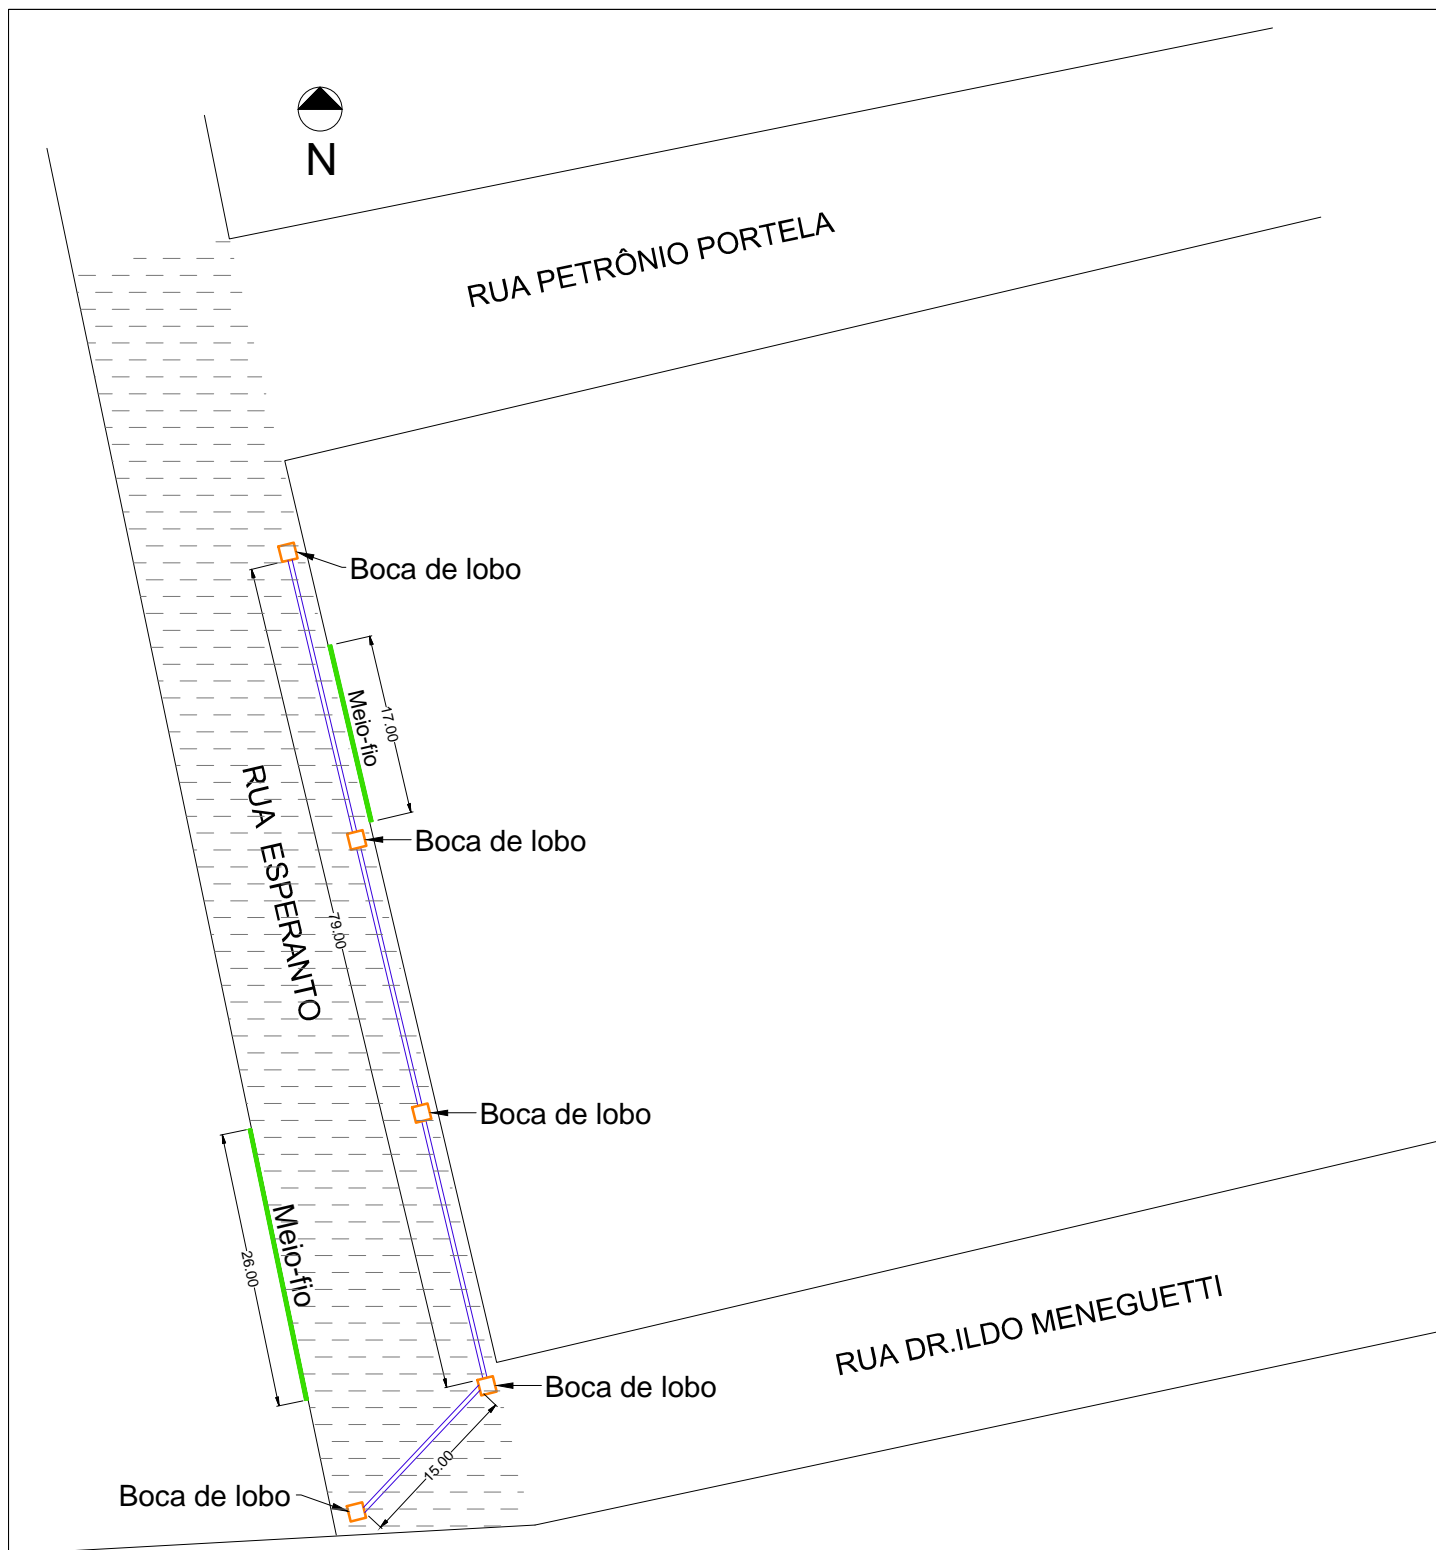 N
RUA PETRÔNIO PORTELA
Boca de lobo
Meio-fio
17.00
RUA ESPERANTO
Boca de lobo
79.00
Boca de lobo
Meio-fio
26.00
RUA DR.ILDO MENEGUETTI
Boca de lobo
15.00
Boca de lobo